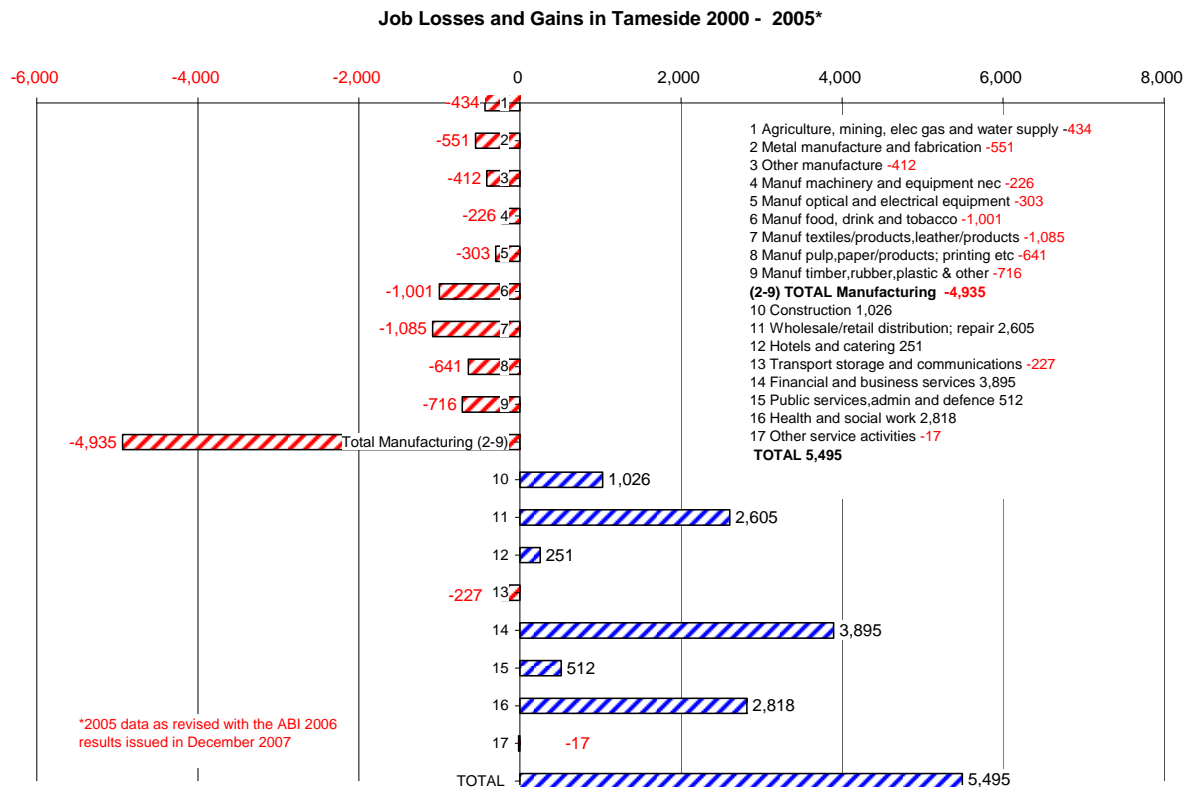 Job Losses and Gains in Tameside 2000 - 2005*
-6,000 -4,000 -2,000 0 2,000 4,000 6,000 8,000
-434 1
-551 2
-412 3
-226 4
-303 5
-1,001 6
-1,085 7
-641 8
-716 9
-4,935 Total Manufacturing (2-9)
10 1,026
11 2,605
12 251
-227 13
14 3,895
15 512
16 2,818
17 -17
TOTAL 5,495
1 Agriculture, mining, elec gas and water supply -434
2 Metal manufacture and fabrication -551
3 Other manufacture -412
4 Manuf machinery and equipment nec -226
5 Manuf optical and electrical equipment -303
6 Manuf food, drink and tobacco -1,001
7 Manuf textiles/products,leather/products -1,085
8 Manuf pulp,paper/products; printing etc -641
9 Manuf timber,rubber,plastic & other -716
(2-9) TOTAL Manufacturing -4,935
10 Construction 1,026
11 Wholesale/retail distribution; repair 2,605
12 Hotels and catering 251
13 Transport storage and communications -227
14 Financial and business services 3,895
15 Public services,admin and defence 512
16 Health and social work 2,818
17 Other service activities -17
TOTAL 5,495
*2005 data as revised with the ABI 2006
results issued in December 2007